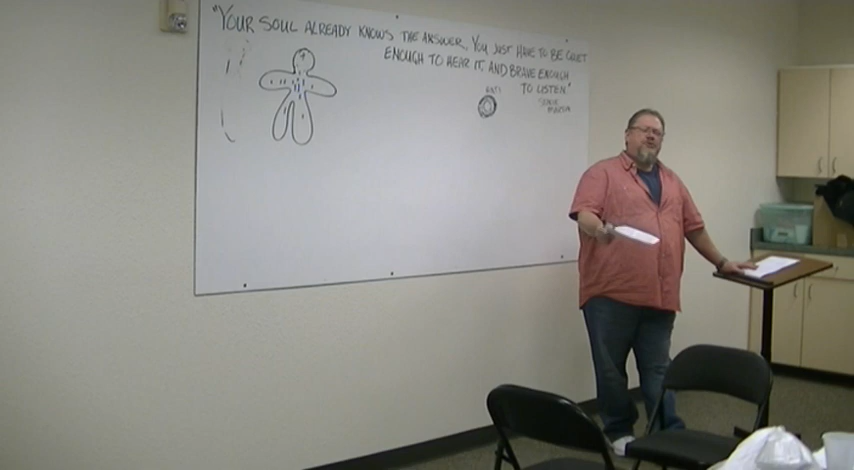 "YOUR SOUL ALREADY KNOWS THE ANSWER. YOU JUST HAVE TO BE QUIET
ENOUGH TO HEAR IT, AND BRAVE ENOUGH
TO LISTEN."